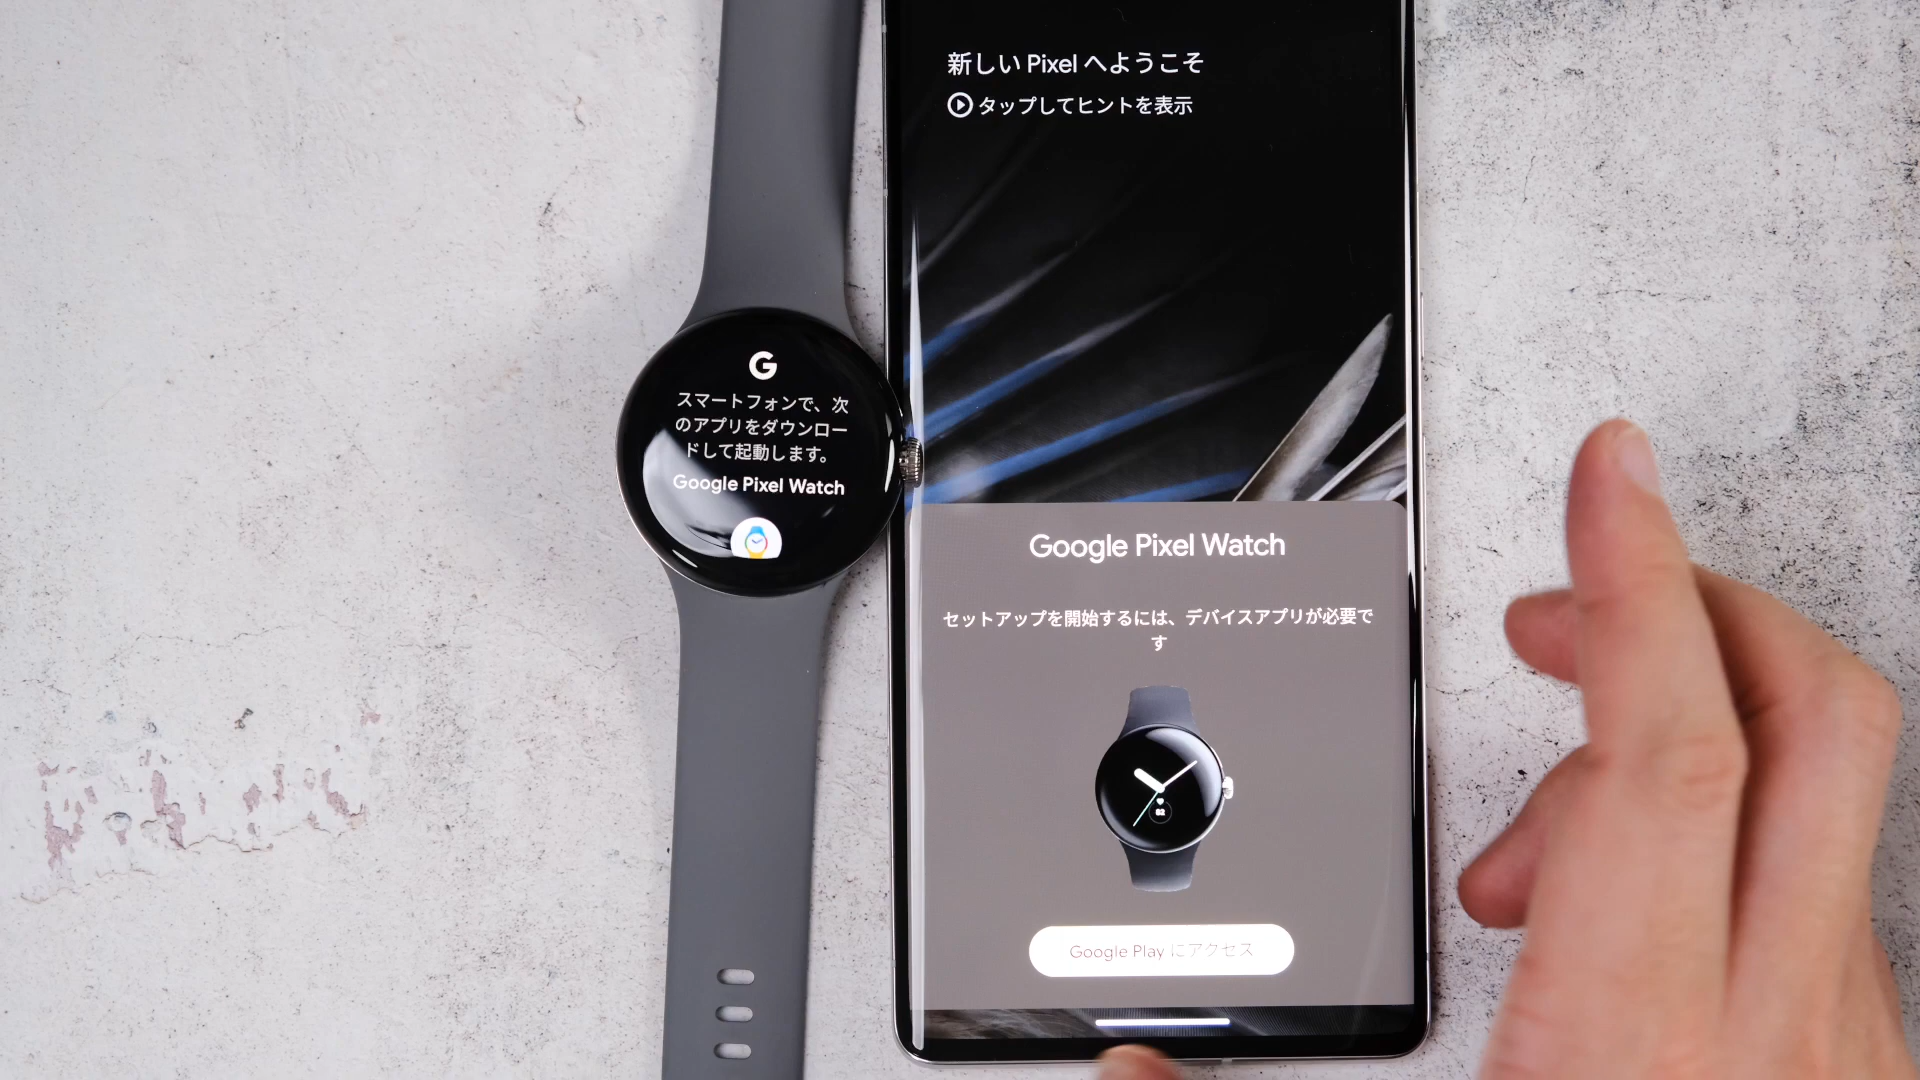 新しい Pixel へようこそ
タップしてヒントを表示
G
スマートフォンで、次
のアプリをダウンロー
ドして起動します。
Google Pixel Watch
Google Pixel Watch
セットアップを開始するには、デバイスアプリが必要で
す
82
Google Play にアクセス